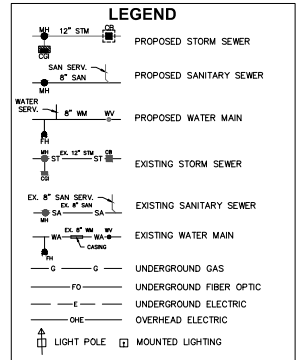 LEGEND
MH 12" STM CB
CGI
PROPOSED STORM SEWER
SAN SERV.
8" SAN
MH
PROPOSED SANITARY SEWER
WATER
SERV.
8" WM WV
FH
PROPOSED WATER MAIN
MH EX. 12" STM
ST ST CB
CGI
EXISTING STORM SEWER
EX. 8" SAN SERV.
EX. 8" SAN
SA SA
MH
EXISTING SANITARY SEWER
EX. 8" WM WV
WA WA
CASING
FH
EXISTING WATER MAIN
G G UNDERGROUND GAS
FO UNDERGROUND FIBER OPTIC
E UNDERGROUND ELECTRIC
OHE OVERHEAD ELECTRIC
LIGHT POLE MOUNTED LIGHTING